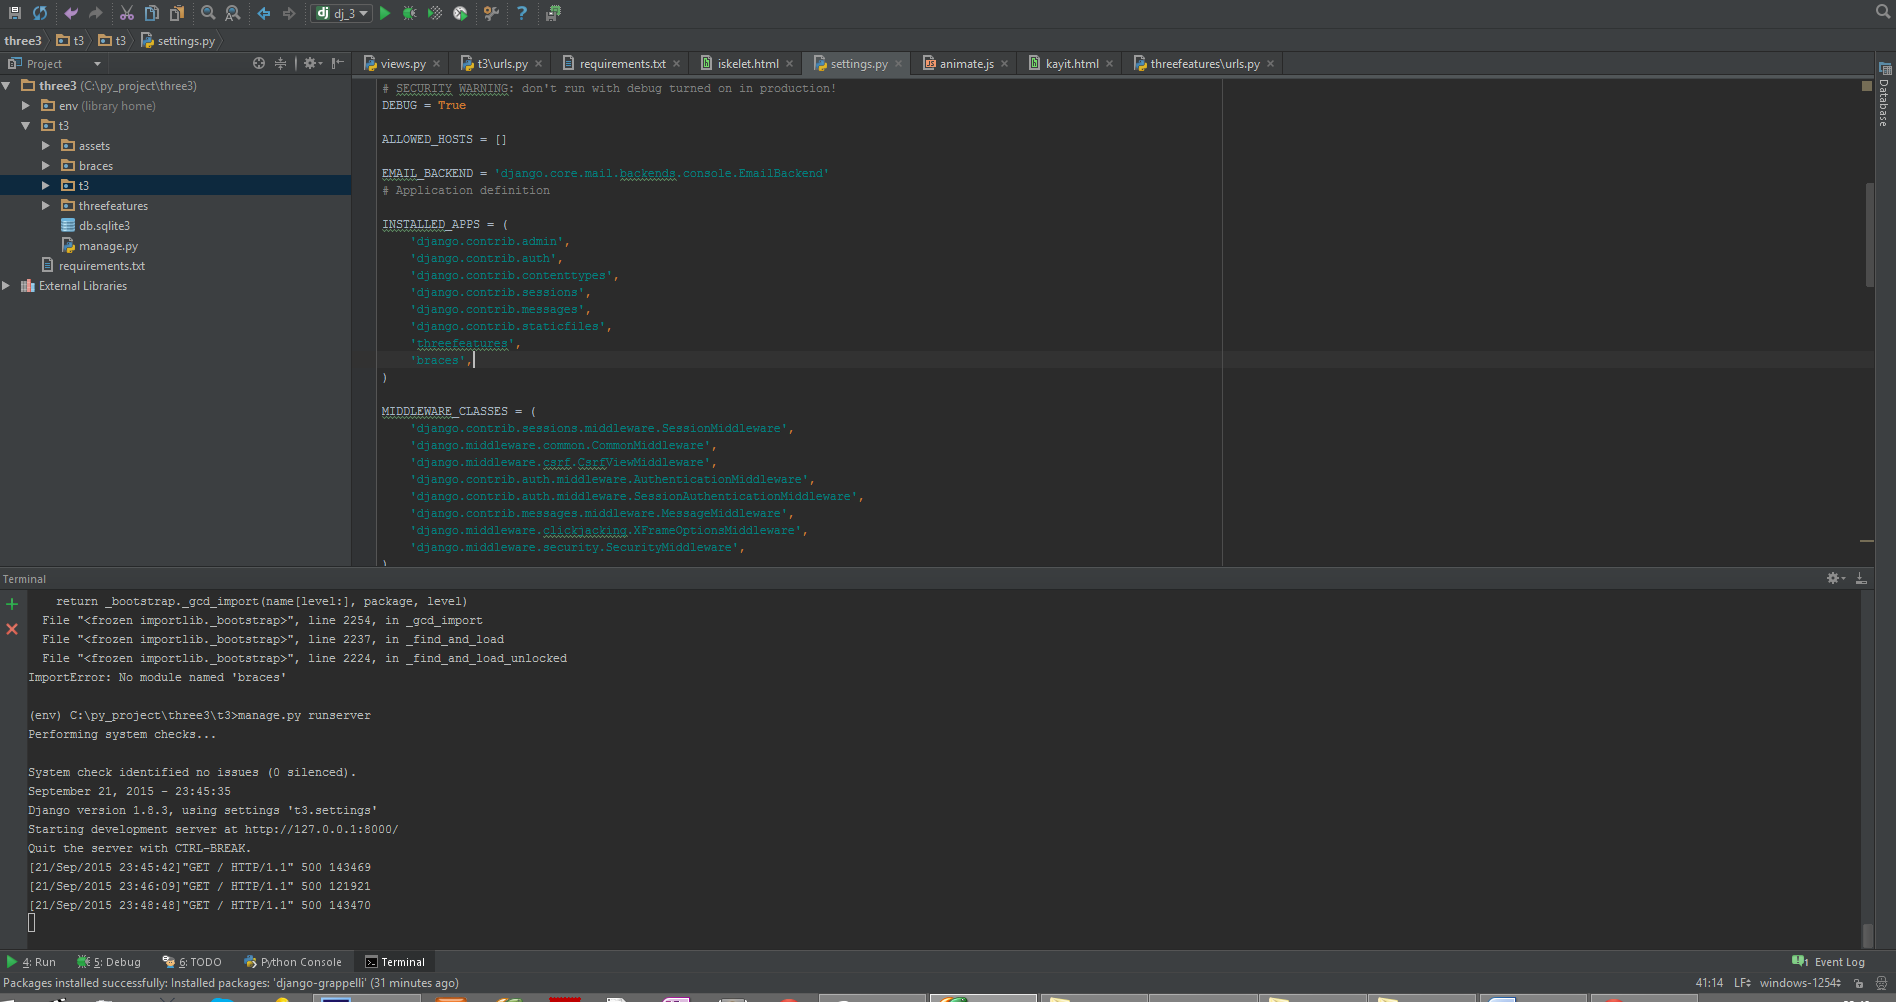 dj_3
three3 t3 t3 settings.py
Project
views.py t3\urls.py requirements.txt iskelet.html settings.py animate.js kayit.html threefeatures\urls.py
three3 (C:\py_project\three3)
env (library home)
t3
assets
braces
t3
threefeatures
db.sqlite3
manage.py
requirements.txt
External Libraries
# SECURITY WARNING: don't run with debug turned on in production!
DEBUG = True
ALLOWED_HOSTS = []
EMAIL_BACKEND = 'django.core.mail.backends.console.EmailBackend'
# Application definition
INSTALLED_APPS = (
'django.contrib.admin',
'django.contrib.auth',
'django.contrib.contenttypes',
'django.contrib.sessions',
'django.contrib.messages',
'django.contrib.staticfiles',
'threefeatures',
'braces',
)
MIDDLEWARE_CLASSES = (
'django.contrib.sessions.middleware.SessionMiddleware',
'django.middleware.common.CommonMiddleware',
'django.middleware.csrf.CsrfViewMiddleware',
'django.contrib.auth.middleware.AuthenticationMiddleware',
'django.contrib.auth.middleware.SessionAuthenticationMiddleware',
'django.contrib.messages.middleware.MessageMiddleware',
'django.middleware.clickjacking.XFrameOptionsMiddleware',
'django.middleware.security.SecurityMiddleware',
)
Database
Terminal
return _bootstrap._gcd_import(name[level:], package, level)
File "<frozen importlib._bootstrap>", line 2254, in _gcd_import
File "<frozen importlib._bootstrap>", line 2237, in _find_and_load
File "<frozen importlib._bootstrap>", line 2224, in _find_and_load_unlocked
ImportError: No module named 'braces'
(env) C:\py_project\three3\t3>manage.py runserver
Performing system checks...
System check identified no issues (0 silenced).
September 21, 2015 - 23:45:35
Django version 1.8.3, using settings 't3.settings'
Starting development server at http://127.0.0.1:8000/
Quit the server with CTRL-BREAK.
[21/Sep/2015 23:45:42]"GET / HTTP/1.1" 500 143469
[21/Sep/2015 23:46:09]"GET / HTTP/1.1" 500 121921
[21/Sep/2015 23:48:48]"GET / HTTP/1.1" 500 143470
4: Run 5: Debug 6: TODO Python Console Terminal 1 Event Log
Packages installed successfully: Installed packages: 'django-grappelli' (31 minutes ago) 41:14 LF windows-1254